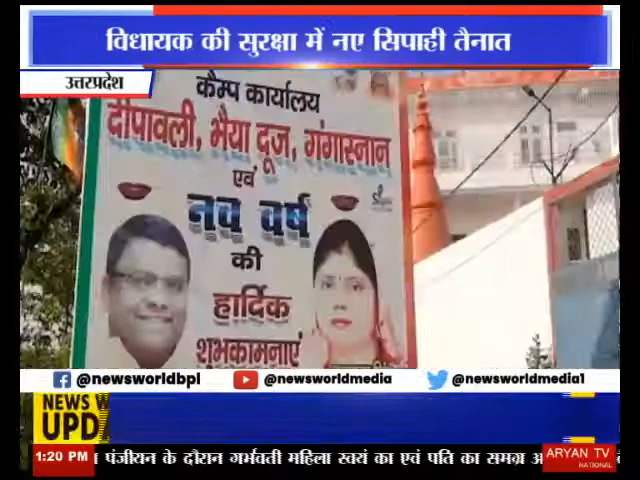 विधायक की सुरक्षा में नए सिपाही तैनात
उत्तरप्रदेश
कैम्प कार्यालय
दीपावली, भैया दूज, गंगास्नान
एवं
नव वर्ष
की
हार्दिक
शुभकामनाएं
@newsworldbpl @newsworldmedia @newsworldmedia1
NEWS W
UPDA
1:20 PM पंजीयन के दौरान गर्भवती महिला स्वयं का एवं पति का समग्र ARYAN TV
NATIONAL